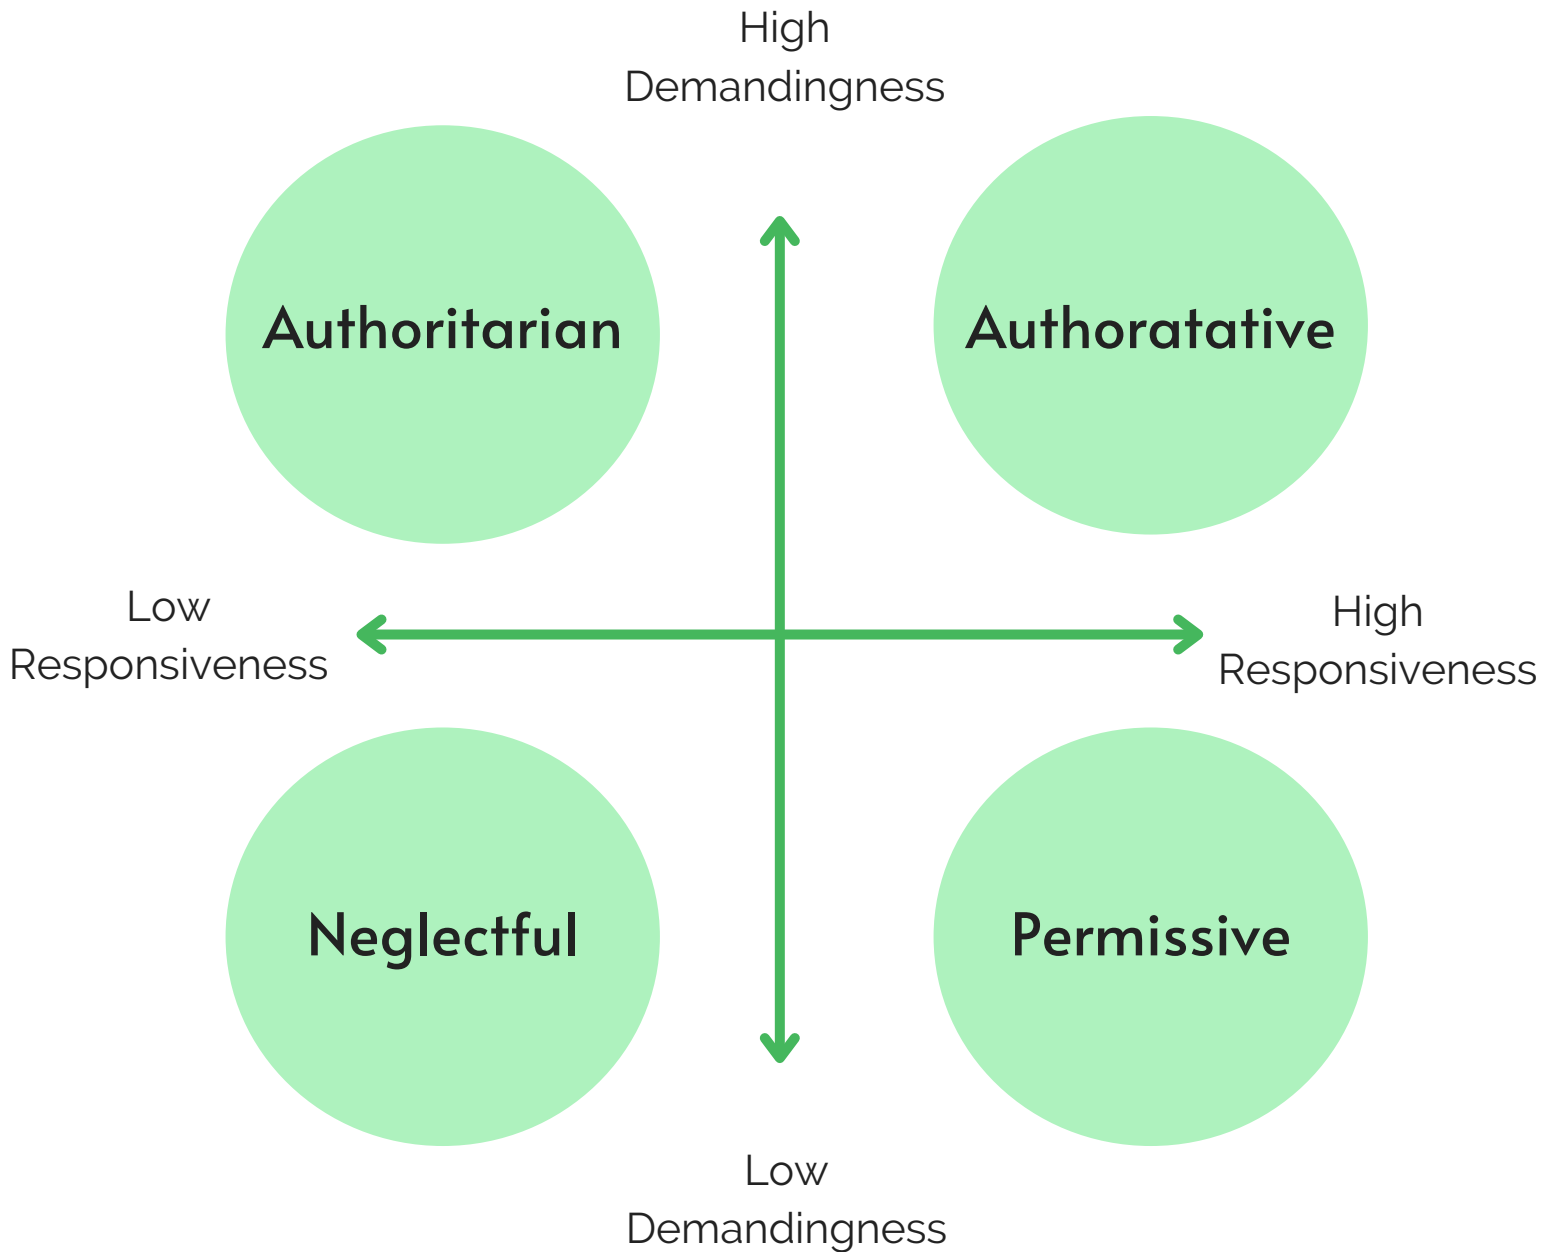 High
Demandingness
Authoritarian
Authoratative
Low
Responsiveness
High
Responsiveness
Neglectful
Permissive
Low
Demandingness